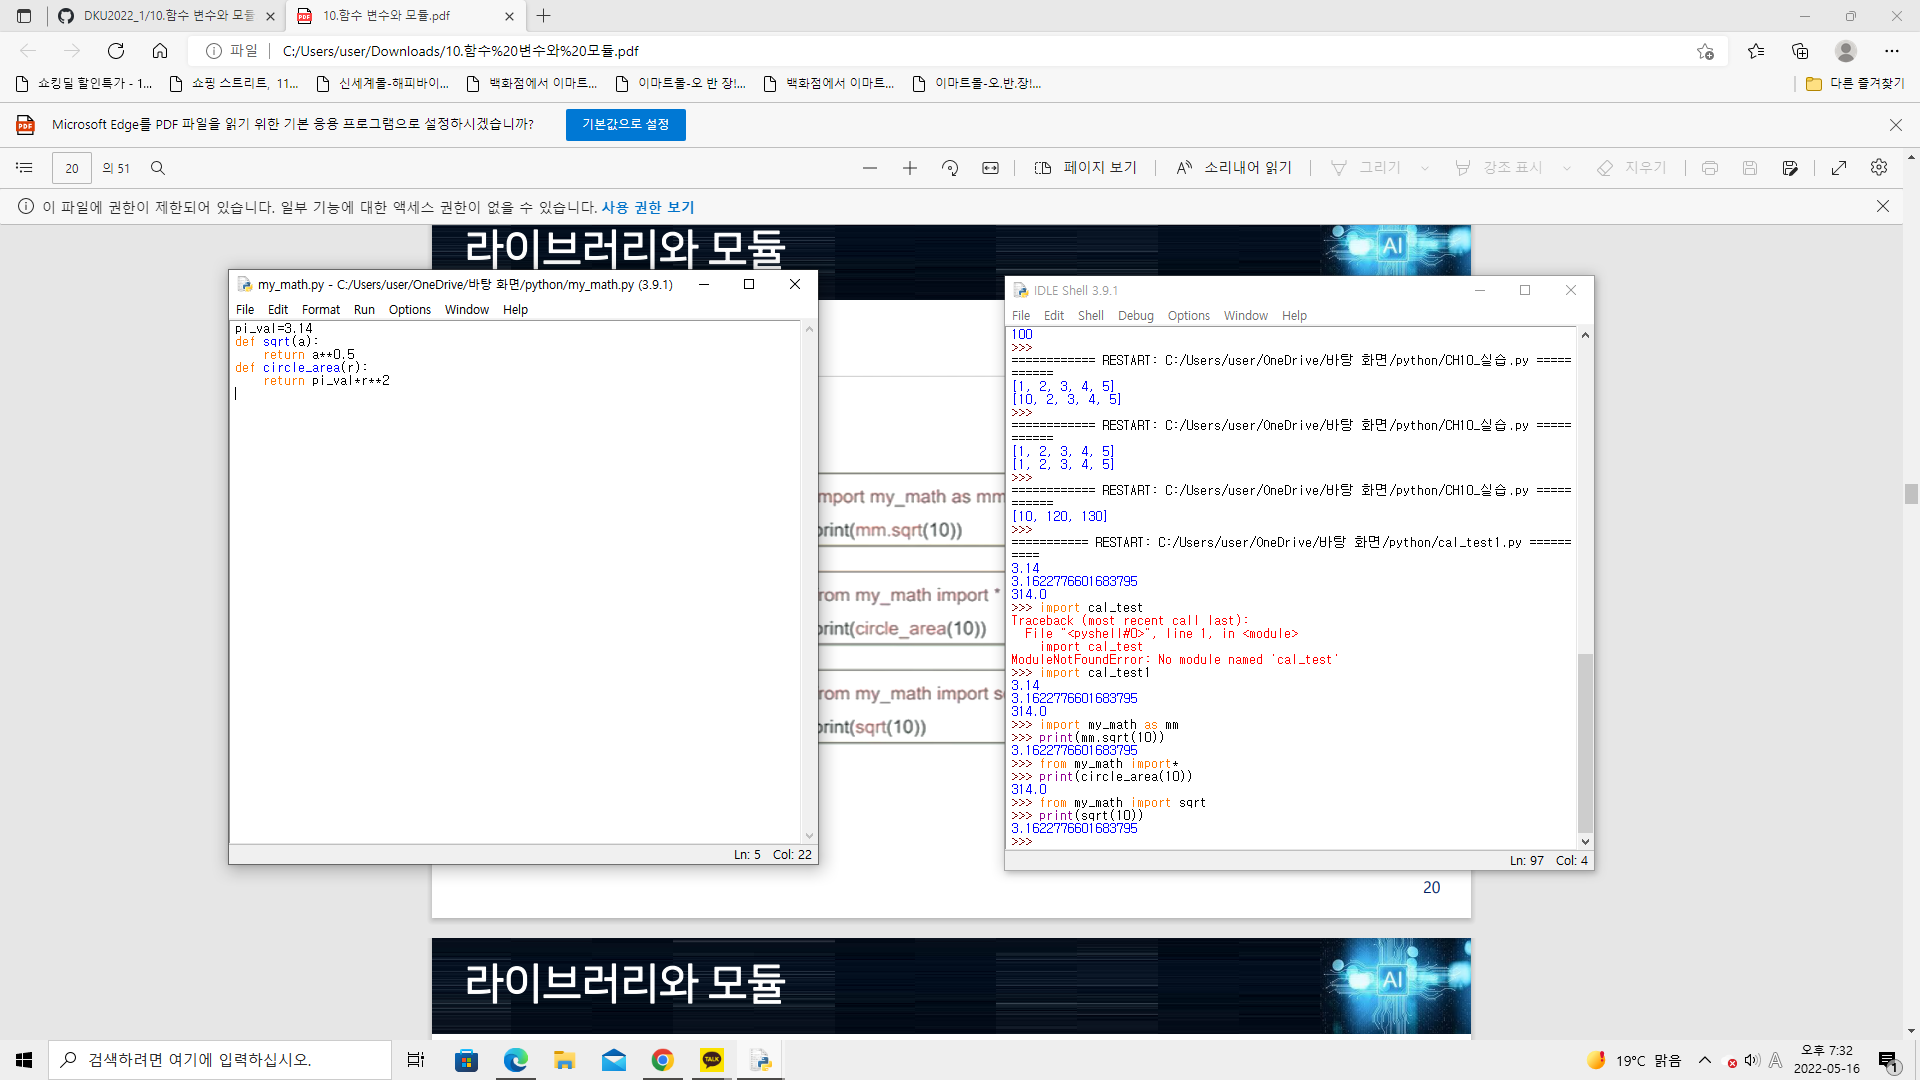 DKU2022_1/10.함수 변수와 모듈
10.함수 변수와 모듈.pdf
파일
C:/Users/user/Downloads/10.함수%20변수와%20모듈.pdf
쇼킹딜 할인특가 - 1...
쇼핑 스트리트, 11...
신세계몰-해피바이...
백화점에서 이마트...
이마트몰-오 반 장!...
백화점에서 이마트...
이마트몰-오.반.장!...
다른 즐겨찾기
Microsoft Edge를 PDF 파일을 읽기 위한 기본 응용 프로그램으로 설정하시겠습니까?
기본값으로 설정
20
의 51
페이지 보기
소리내어 읽기
그리기
강조 표시
지우기
이 파일에 권한이 제한되어 있습니다. 일부 기능에 대한 액세스 권한이 없을 수 있습니다. 사용 권한 보기
라이브러리와 모듈
AI
my_math.py - C:/Users/user/OneDrive/바탕 화면/python/my_math.py (3.9.1)
File Edit Format Run Options Window Help
pi_val=3.14
def sqrt(a):
    return a**0.5
def circle_area(r):
    return pi_val*r**2
Ln: 5 Col: 22
import my_math as mm
print(mm.sqrt(10))
from my_math import *
print(circle_area(10))
from my_math import s
print(sqrt(10))
IDLE Shell 3.9.1
File Edit Shell Debug Options Window Help
100
>>>
============ RESTART: C:/Users/user/OneDrive/바탕 화면/python/CH10_실습.py =====
======
[1, 2, 3, 4, 5]
[10, 2, 3, 4, 5]
>>>
============ RESTART: C:/Users/user/OneDrive/바탕 화면/python/CH10_실습.py =====
======
[1, 2, 3, 4, 5]
[1, 2, 3, 4, 5]
>>>
============ RESTART: C:/Users/user/OneDrive/바탕 화면/python/CH10_실습.py =====
======
[10, 120, 130]
>>>
=========== RESTART: C:/Users/user/OneDrive/바탕 화면/python/cal_test1.py ======
====
3.14
3.1622776601683795
314.0
>>> import cal_test
Traceback (most recent call last):
  File "<pyshell#0>", line 1, in <module>
    import cal_test
ModuleNotFoundError: No module named 'cal_test'
>>> import cal_test1
3.14
3.1622776601683795
314.0
>>> import my_math as mm
>>> print(mm.sqrt(10))
3.1622776601683795
>>> from my_math import*
>>> print(circle_area(10))
314.0
>>> from my_math import sqrt
>>> print(sqrt(10))
3.1622776601683795
>>>
Ln: 97 Col: 4
20
라이브러리와 모듈
AI
검색하려면 여기에 입력하십시오.
TALK
19°C 맑음
A
오후 7:32
2022-05-16
1